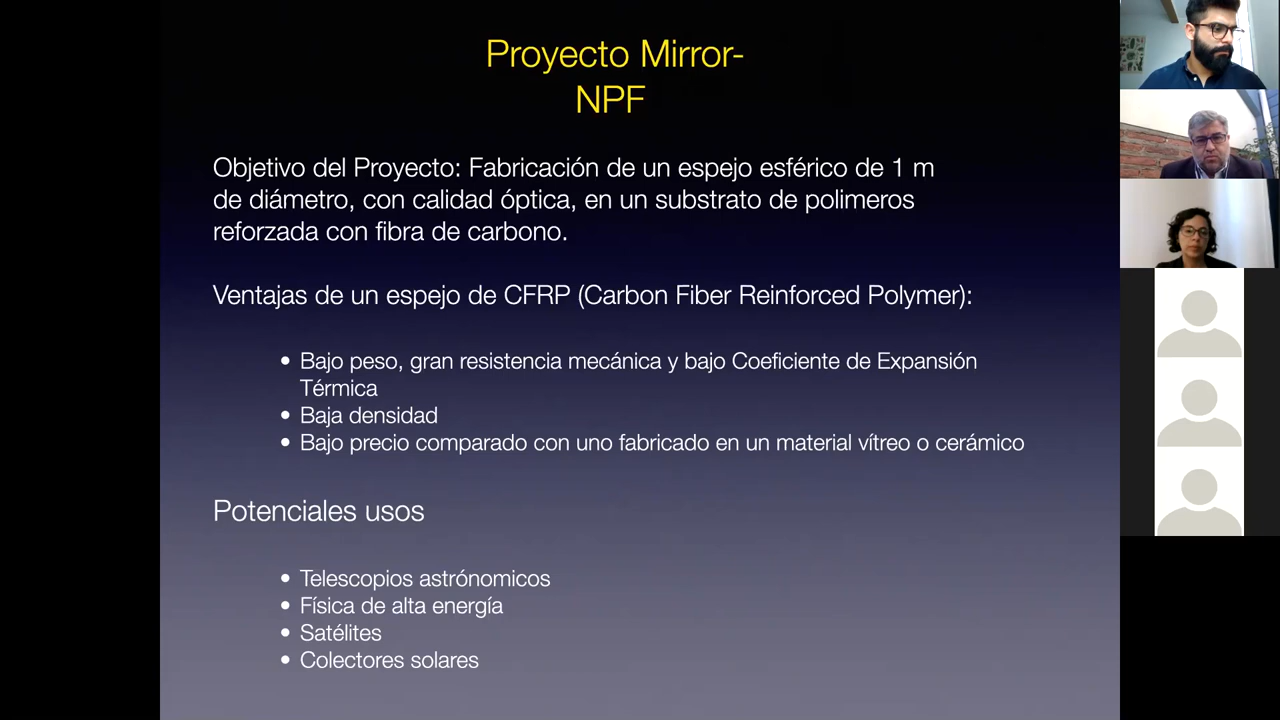 Proyecto Mirror-
NPF
Objetivo del Proyecto: Fabricación de un espejo esférico de 1 m
de diámetro, con calidad óptica, en un substrato de polimeros
reforzada con fibra de carbono.
Ventajas de un espejo de CFRP (Carbon Fiber Reinforced Polymer):
• Bajo peso, gran resistencia mecánica y bajo Coeficiente de Expansión
Térmica
• Baja densidad
• Bajo precio comparado con uno fabricado en un material vítreo o cerámico
Potenciales usos
• Telescopios astrónomicos
• Física de alta energía
• Satélites
• Colectores solares